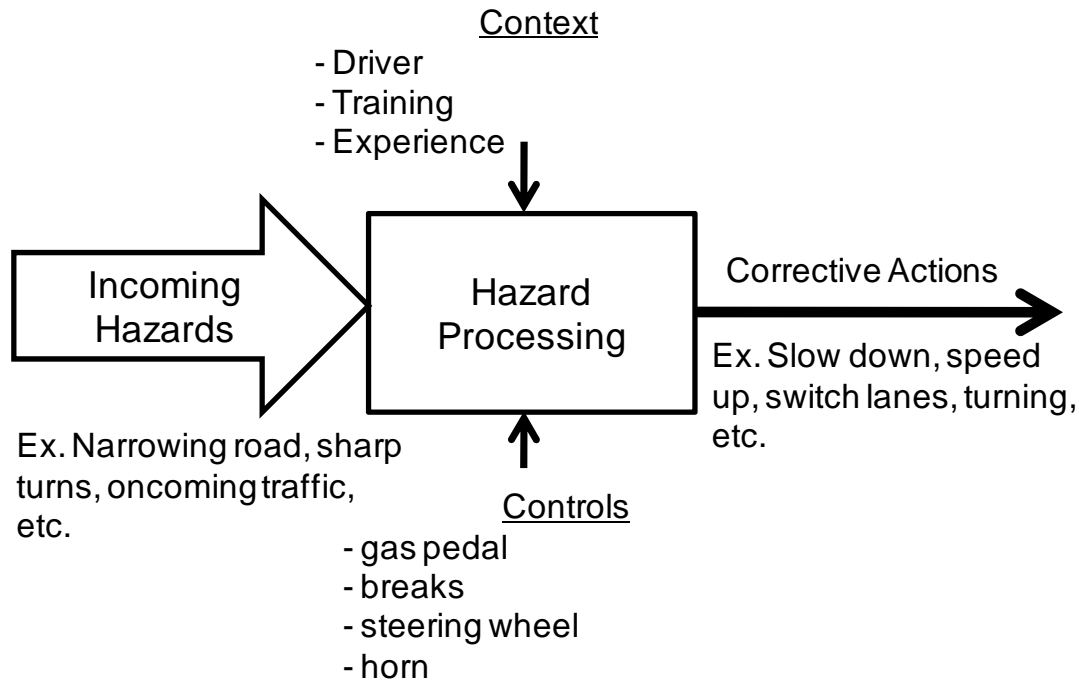 Context
- Driver
- Training
- Experience
Incoming
Hazards
Hazard
Processing
Corrective Actions
Ex. Slow down, speed
up, switch lanes, turning,
etc.
Ex. Narrowing road, sharp
turns, oncoming traffic,
etc.
Controls
- gas pedal
- breaks
- steering wheel
- horn